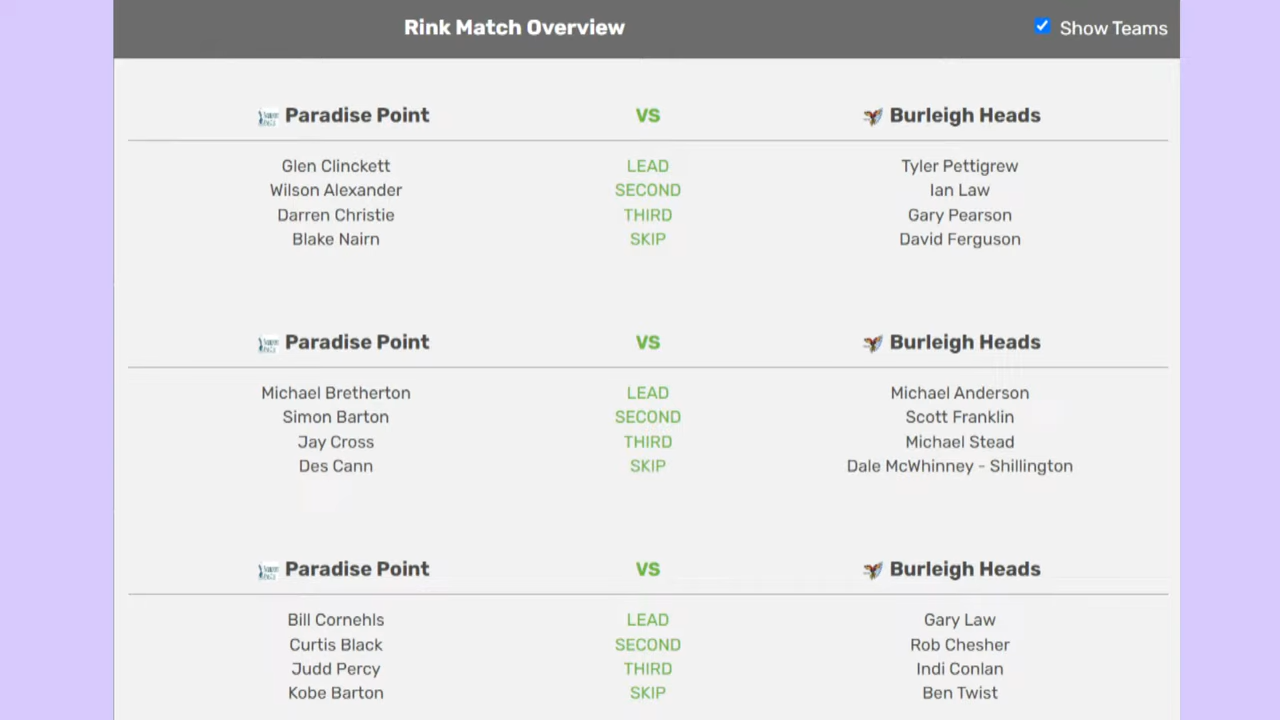 Rink Match Overview Show Teams
Paradise Point VS Burleigh Heads
Glen Clinckett LEAD Tyler Pettigrew
Wilson Alexander SECOND Ian Law
Darren Christie THIRD Gary Pearson
Blake Nairn SKIP David Ferguson
Paradise Point VS Burleigh Heads
Michael Bretherton LEAD Michael Anderson
Simon Barton SECOND Scott Franklin
Jay Cross THIRD Michael Stead
Des Cann SKIP Dale McWhinney - Shillington
Paradise Point VS Burleigh Heads
Bill Cornehls LEAD Gary Law
Curtis Black SECOND Rob Chesher
Judd Percy THIRD Indi Conlan
Kobe Barton SKIP Ben Twist